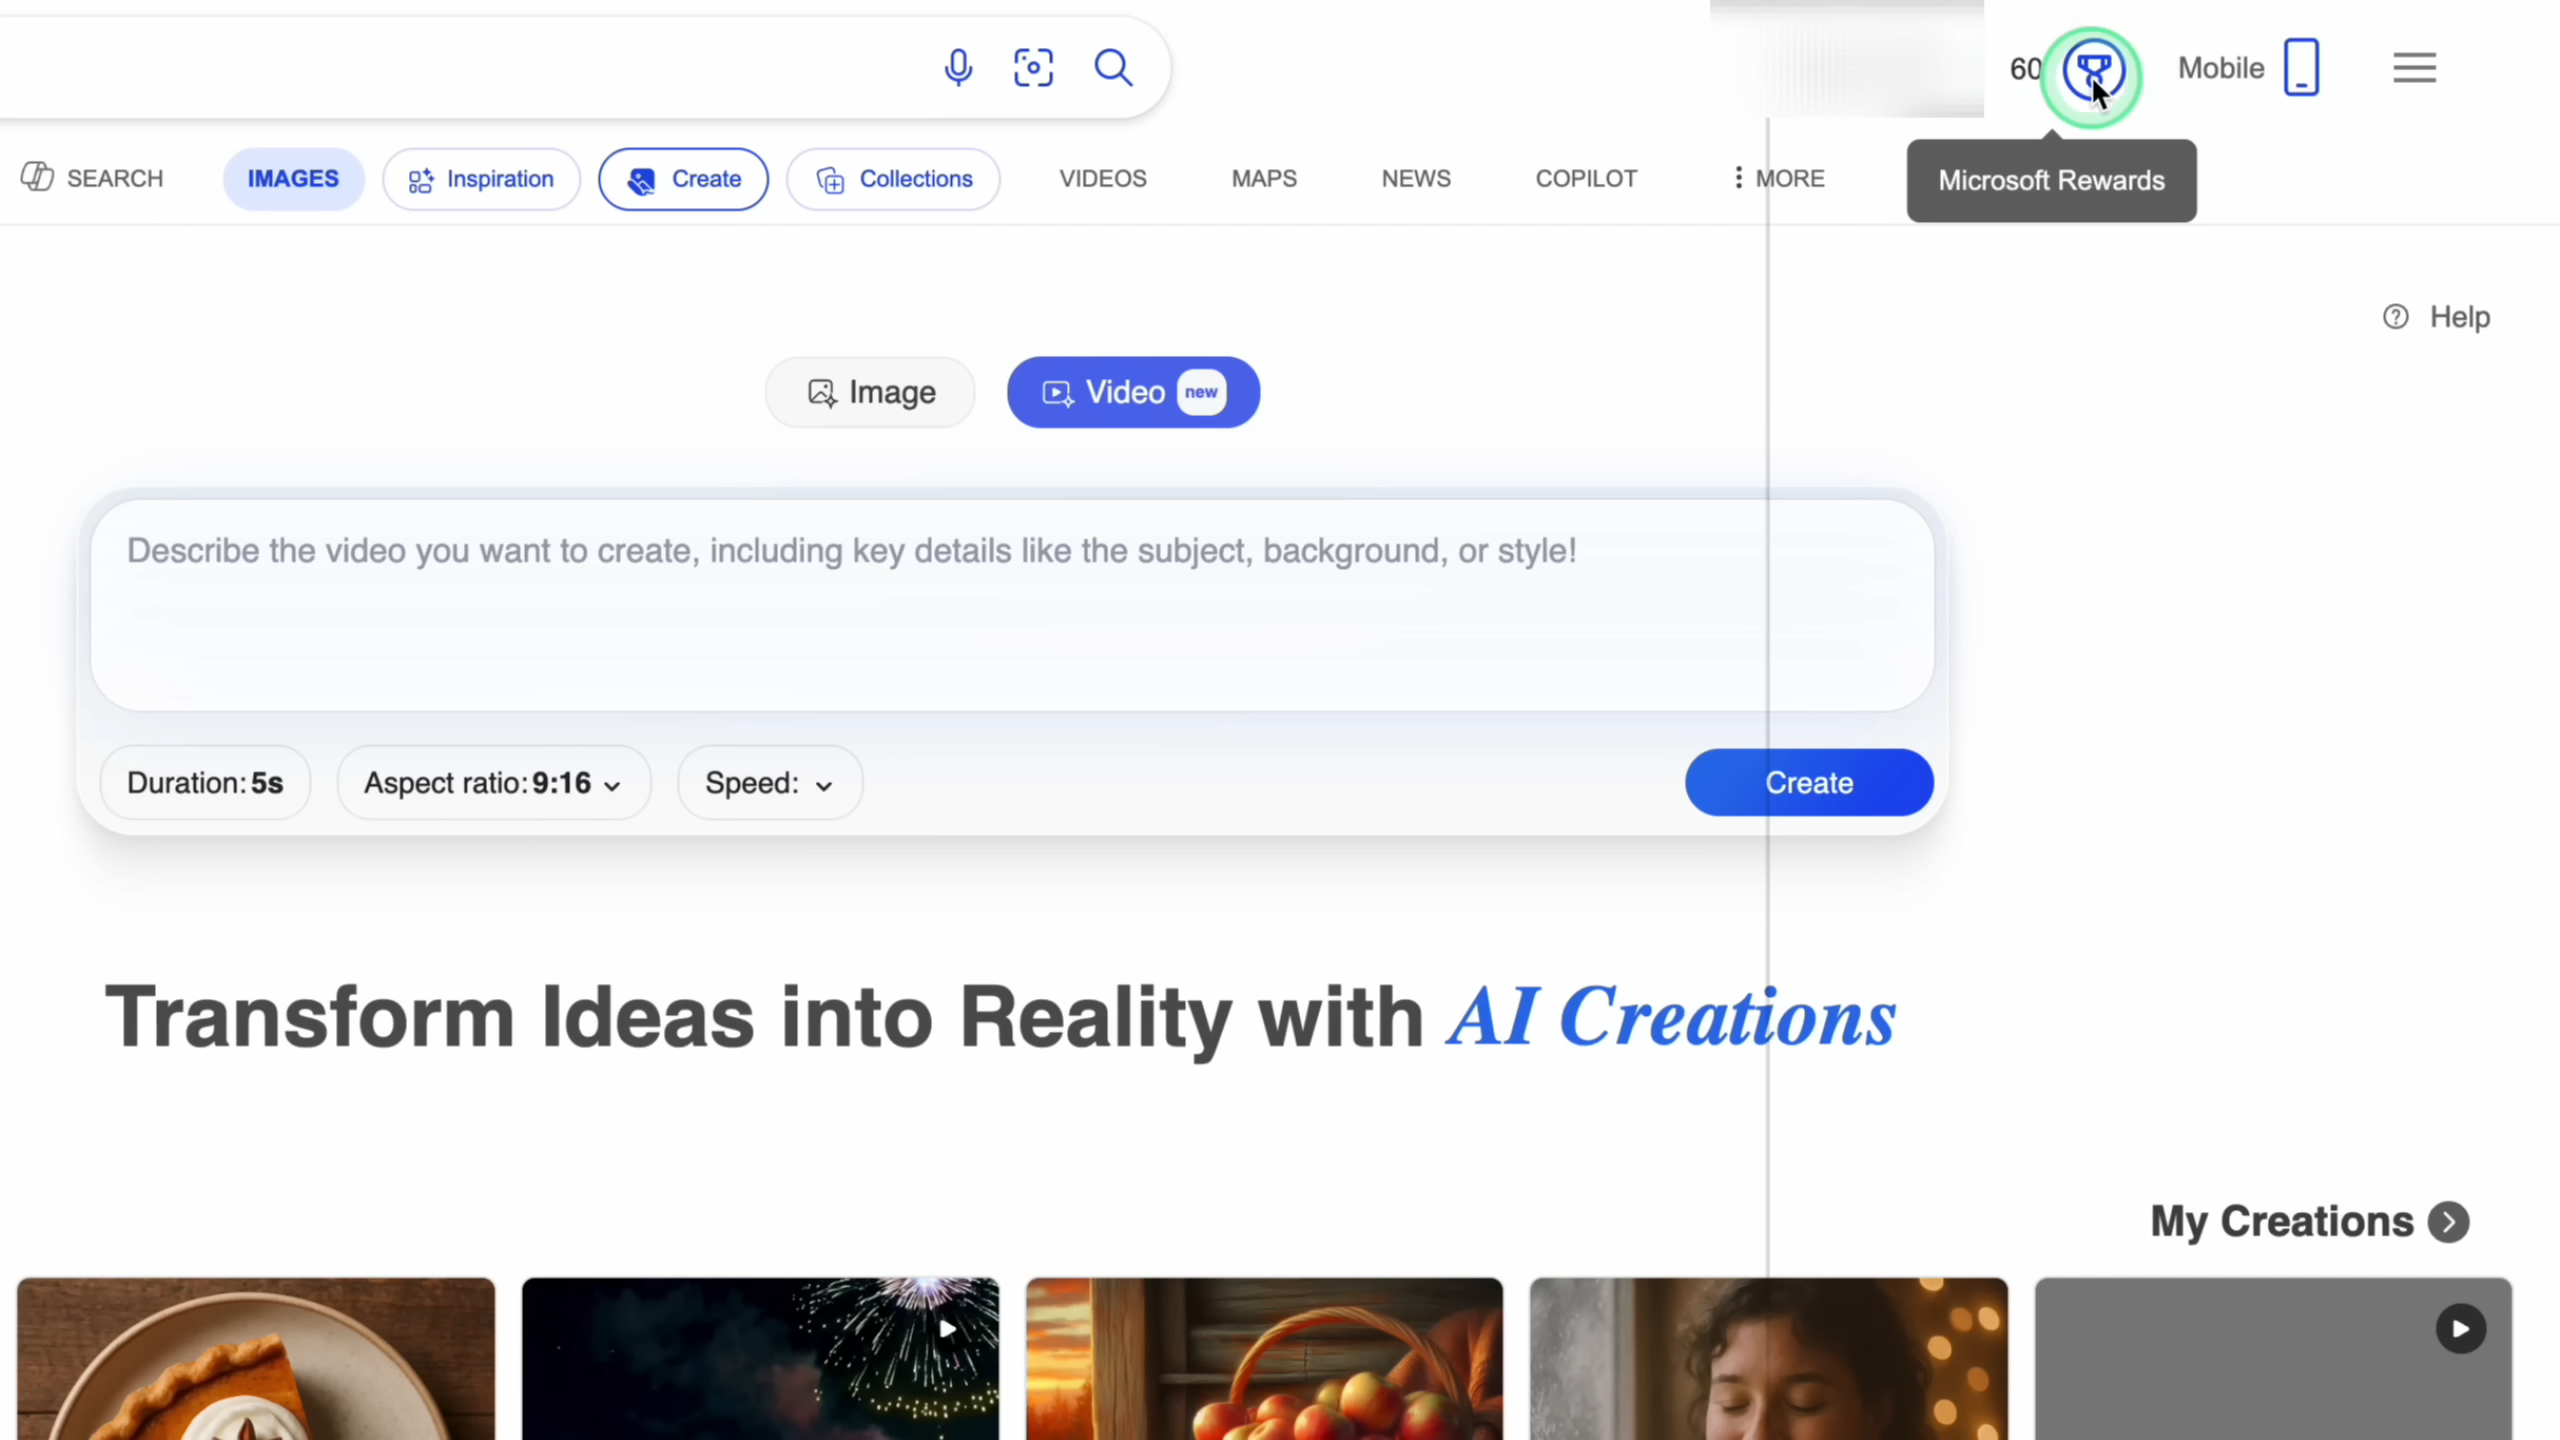 60
Mobile
SEARCH
IMAGES
Inspiration
Create
Collections
VIDEOS
MAPS
NEWS
COPILOT
MORE
Microsoft Rewards
Help
Image
Video new
Describe the video you want to create, including key details like the subject, background, or style!
Duration: 5s
Aspect ratio: 9:16
Speed:
Create
Transform Ideas into Reality with AI Creations
My Creations